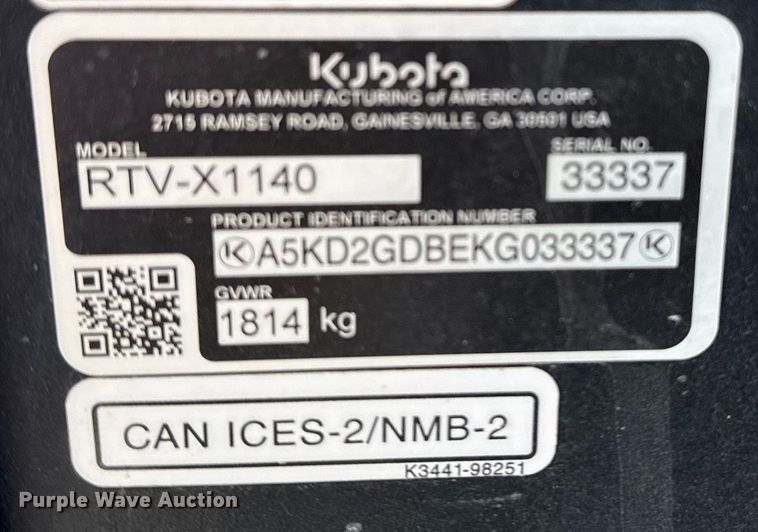 Kubota
KUBOTA MANUFACTURING of AMERICA CORP.
2715 RAMSEY ROAD, GAINESVILLE, GA 30501 USA
MODEL
SERIAL NO.
RTV-X1140
33337
PRODUCT IDENTIFICATION NUMBER
A5KD2GDBEKG033337
GVWR
1814 kg
CAN ICES-2/NMB-2
K3441-98251
Purple Wave Auction